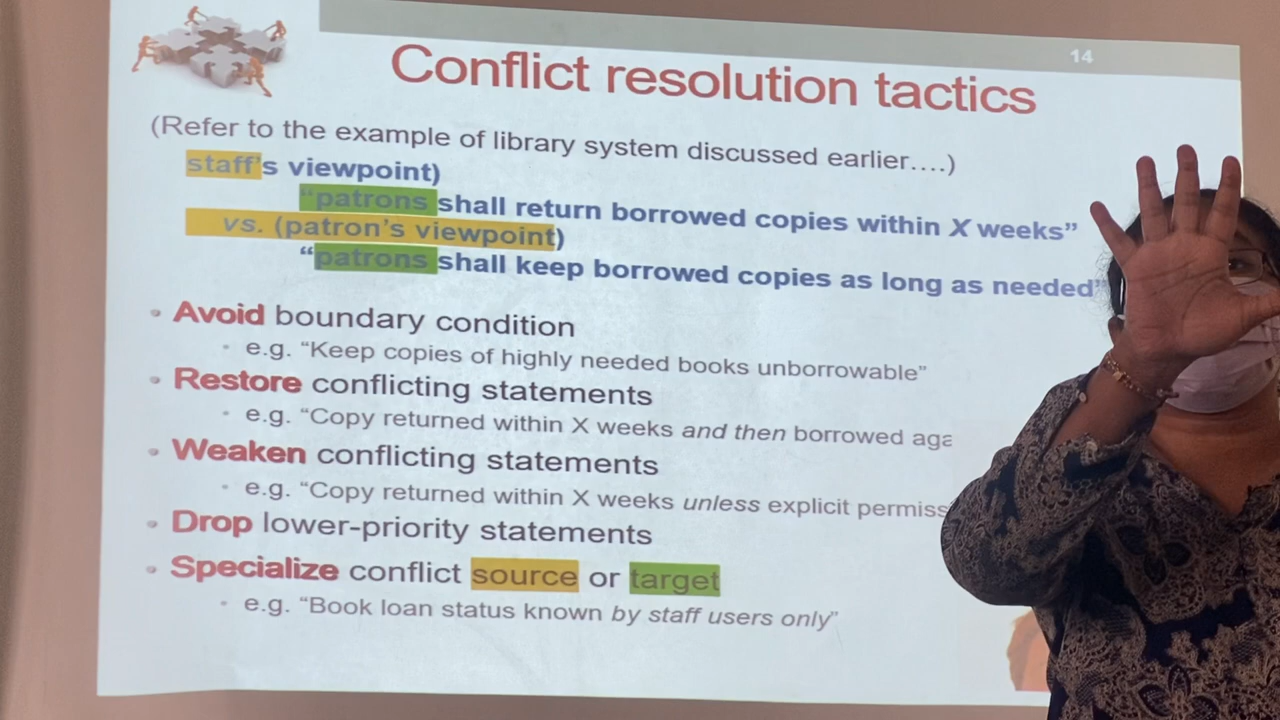 14
Conflict resolution tactics
(Refer to the example of library system discussed earlier….)
staff's viewpoint)
“patrons shall return borrowed copies within X weeks”
vs. (patron's viewpoint)
“patrons shall keep borrowed copies as long as needed”
• Avoid boundary condition
• e.g. “Keep copies of highly needed books unborrowable”
• Restore conflicting statements
• e.g. “Copy returned within X weeks and then borrowed aga
• Weaken conflicting statements
• e.g. “Copy returned within X weeks unless explicit permiss
• Drop lower-priority statements
• Specialize conflict source or target
• e.g. “Book loan status known by staff users only”